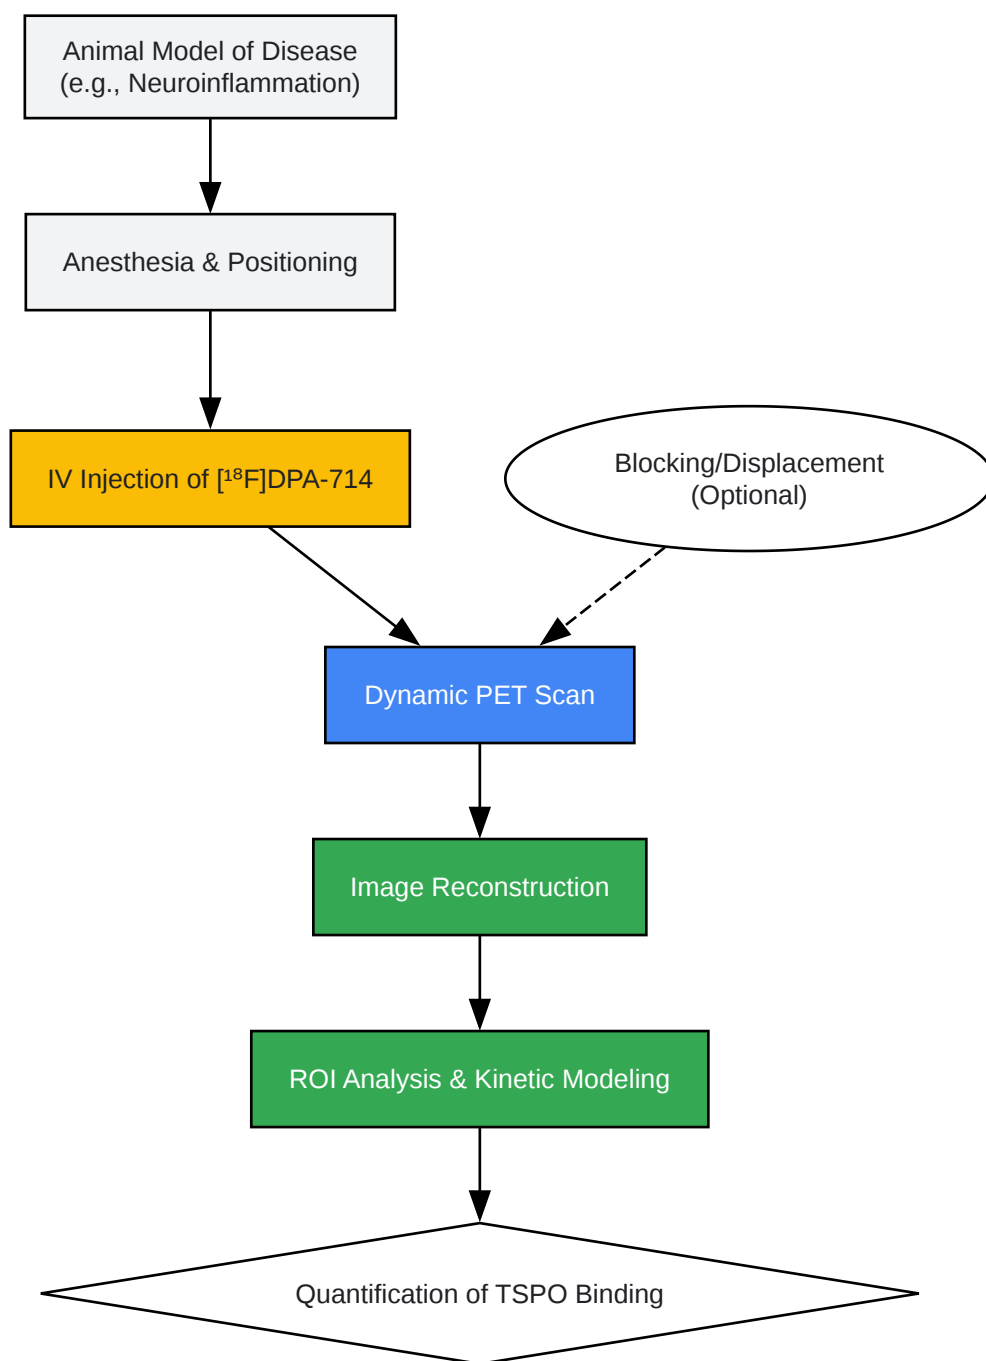 Animal Model of Disease
(e.g., Neuroinflammation)
Anesthesia & Positioning
IV Injection of [¹⁸F]DPA-714
Blocking/Displacement
(Optional)
Dynamic PET Scan
Image Reconstruction
ROI Analysis & Kinetic Modeling
Quantification of TSPO Binding